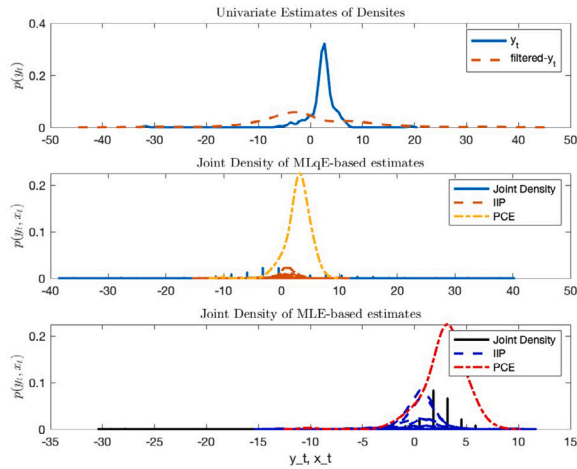 Univariate Estimates of Densites
p(y_t)
0.4
0.2
0
y_t
filtered-y_t
-50 -40 -30 -20 -10 0 10 20 30 40 50
Joint Density of MLqE-based estimates
p(y_t, x_t)
0.2
0.1
0
Joint Density
IIP
PCE
-40 -30 -20 -10 0 10 20 30 40 50
Joint Density of MLE-based estimates
p(y_t, x_t)
0.2
0.1
0
Joint Density
IIP
PCE
-35 -30 -25 -20 -15 -10 -5 0 5 10 15
y_t, x_t